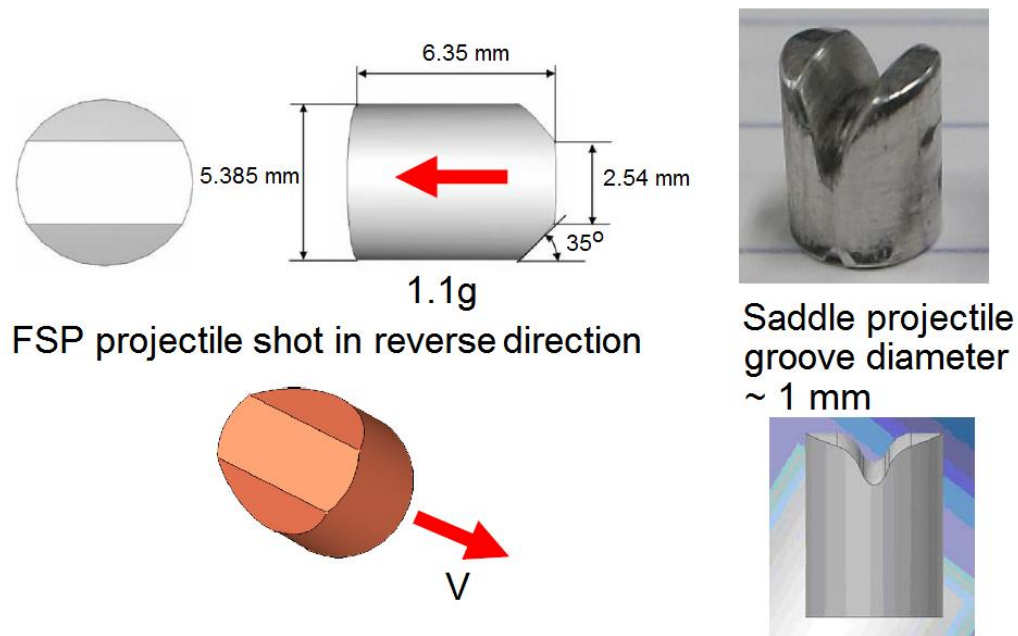 6.35 mm
5.385 mm
2.54 mm
35º
1.1g
FSP projectile shot in reverse direction
V
Saddle projectile
groove diameter
~ 1 mm